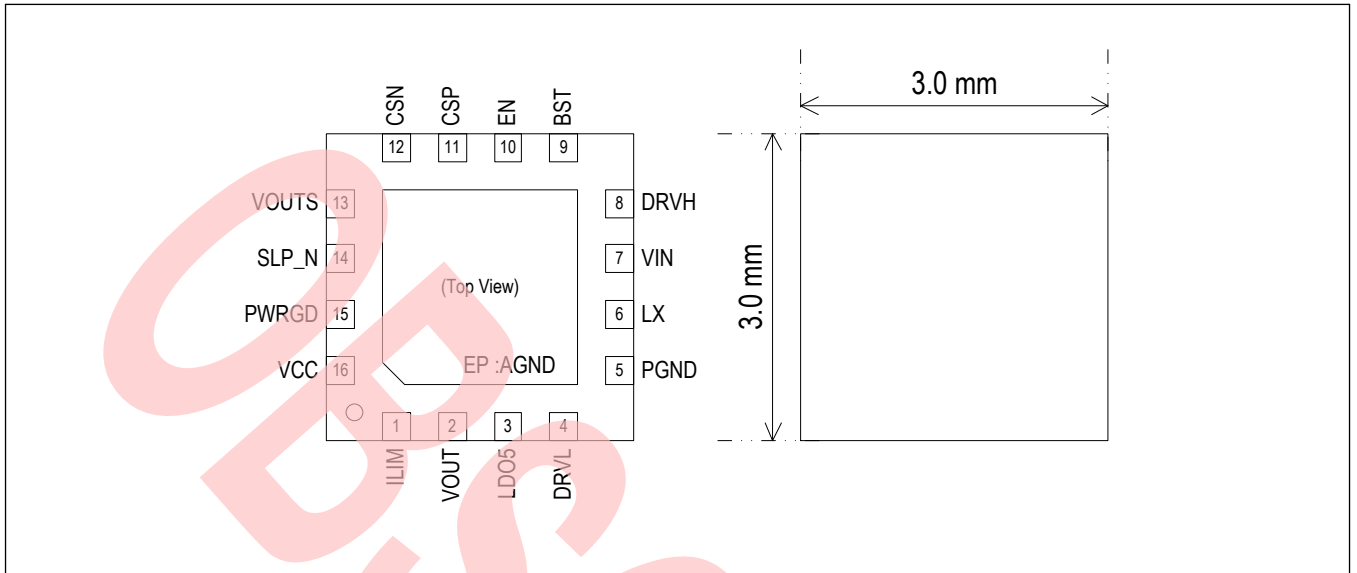 CSN
CSP
EN
BST
12
11
10
9
VOUTS 13
8 DRVH
SLP_N 14
7 VIN
(Top View)
PWRGD 15
6 LX
VCC 16
EP :AGND
5 PGND
1
2
3
4
ILIM
VOUT
LDO5
DRVL
3.0 mm
3.0 mm